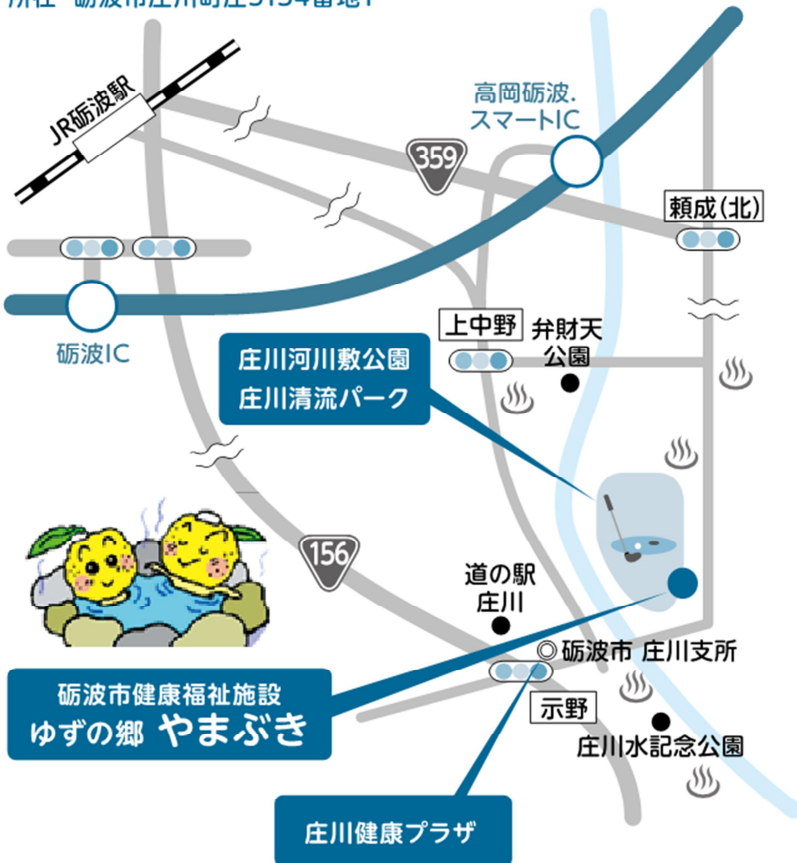 JR砺波駅
高岡砺波.
スマートIC
359
頼成(北)
砺波IC
上中野
弁財天
公園
庄川河川敷公園
庄川清流パーク
156
道の駅
庄川
砺波市 庄川支所
砺波市健康福祉施設
ゆずの郷 やまぶき
示野
庄川水記念公園
庄川健康プラザ